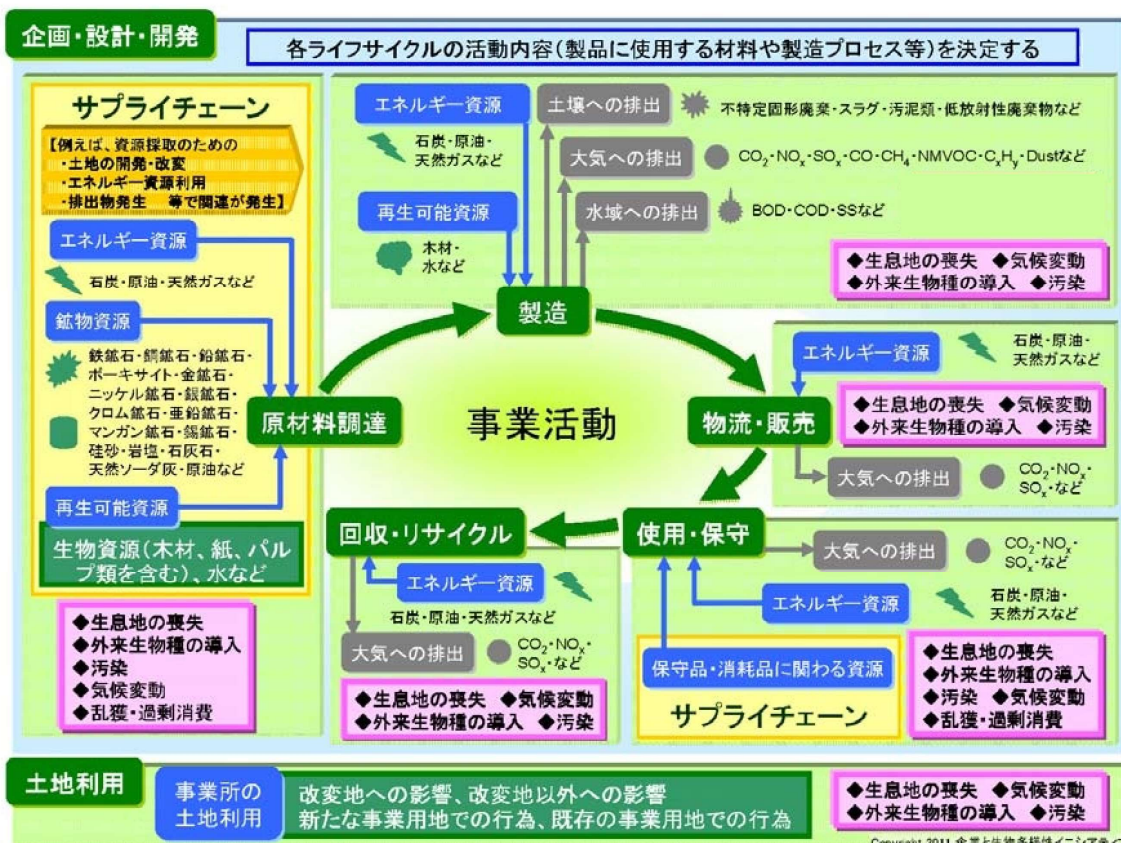 企画・設計・開発
各ライフサイクルの活動内容(製品に使用する材料や製造プロセス等)を決定する
サプライチェーン
【例えば、資源採取のための
・土地の開発・改変
・エネルギー資源利用
・排出物発生 等で関連が発生】
エネルギー資源
石炭・原油・天然ガスなど
鉱物資源
鉄鉱石・銅鉱石・鉛鉱石・
ボーキサイト・金鉱石・
ニッケル鉱石・銀鉱石・
クロム鉱石・亜鉛鉱石・
マンガン鉱石・錫鉱石・
硅砂・岩塩・石灰石・
天然ソーダ灰・原油など
再生可能資源
生物資源(木材、紙、パル
プ類を含む)、水など
◆生息地の喪失
◆外来生物種の導入
◆汚染
◆気候変動
◆乱獲・過剰消費
原材料調達
エネルギー資源
石炭・原油・
天然ガスなど
再生可能資源
木材・
水など
土壌への排出
不特定固形廃棄・スラグ・汚泥類・低放射性廃棄物など
大気への排出
CO₂・NOₓ・SOₓ・CO・CH₄・NMVOC・CₓHᵧ・Dustなど
水域への排出
BOD・COD・SSなど
◆生息地の喪失 ◆気候変動
◆外来生物種の導入 ◆汚染
製造
事業活動
エネルギー資源
石炭・原油・
天然ガスなど
◆生息地の喪失 ◆気候変動
◆外来生物種の導入 ◆汚染
物流・販売
大気への排出
CO₂・NOₓ・
SOₓ・など
使用・保守
大気への排出
CO₂・NOₓ・
SOₓ・など
エネルギー資源
石炭・原油・
天然ガスなど
保守品・消耗品に関わる資源
サプライチェーン
◆生息地の喪失
◆外来生物種の導入
◆汚染 ◆気候変動
◆乱獲・過剰消費
回収・リサイクル
エネルギー資源
石炭・原油・天然ガスなど
大気への排出
CO₂・NOₓ・
SOₓ・など
◆生息地の喪失 ◆気候変動
◆外来生物種の導入 ◆汚染
土地利用
事業所の
土地利用
改変地への影響、改変地以外への影響
新たな事業用地での行為、既存の事業用地での行為
◆生息地の喪失 ◆気候変動
◆外来生物種の導入 ◆汚染
Copyright 2011 企業と生物多様性イニシアティブ